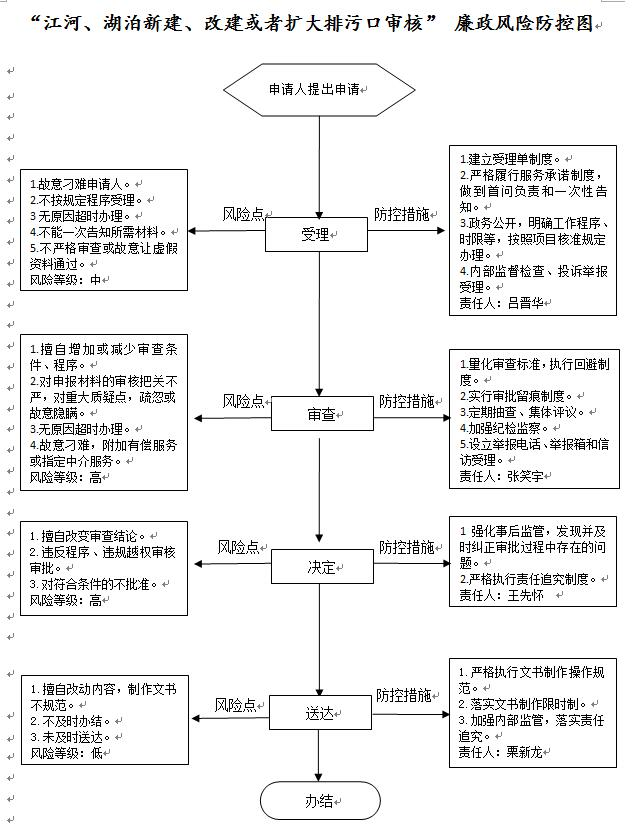 “江河、湖泊新建、改建或者扩大排污口审核” 廉政风险防控图
申请人提出申请
1.故意刁难申请人。
2.不按规定程序受理。
3 无原因超时办理。
4.不能一次告知所需材料。
5.不严格审查或故意让虚假
资料通过。
风险等级：中
风险点
受理
防控措施
1.建立受理单制度。
2.严格履行服务承诺制度，
做到首问负责和一次性告
知。
3.政务公开，明确工作程序、
时限等，按照项目核准规定
办理。
4.内部监督检查、投诉举报
受理。
责任人：吕晋华
1.擅自增加或减少审查条
件、程序。
2.对申报材料的审核把关不
严，对重大质疑点，疏忽或
故意隐瞒。
3.无原因超时办理。
4.故意刁难，附加有偿服务
或指定中介服务。
风险等级：高
风险点
审查
防控措施
1.量化审查标准，执行回避制
度。
2.实行审批留痕制度。
3.定期抽查、集体评议。
4.加强纪检监察。
5.设立举报电话、举报箱和信
访受理。
责任人：张笑宇
1. 擅自改变审查结论。
2. 违反程序、违规越权审核
审批。
3. 对符合条件的不批准。
风险等级：高
风险点
决定
防控措施
1 强化事后监管，发现并及
时纠正审批过程中存在的问
题。
2.严格执行责任追究制度。
责任人：王先怀
1. 擅自改动内容，制作文书
不规范。
2. 不及时办结。
3. 未及时送达。
风险等级：低
风险点
送达
防控措施
1. 严格执行文书制作操作规
范。
2. 落实文书制作限时制。
3. 加强内部监管，落实责任
追究。
责任人：栗新龙
办结